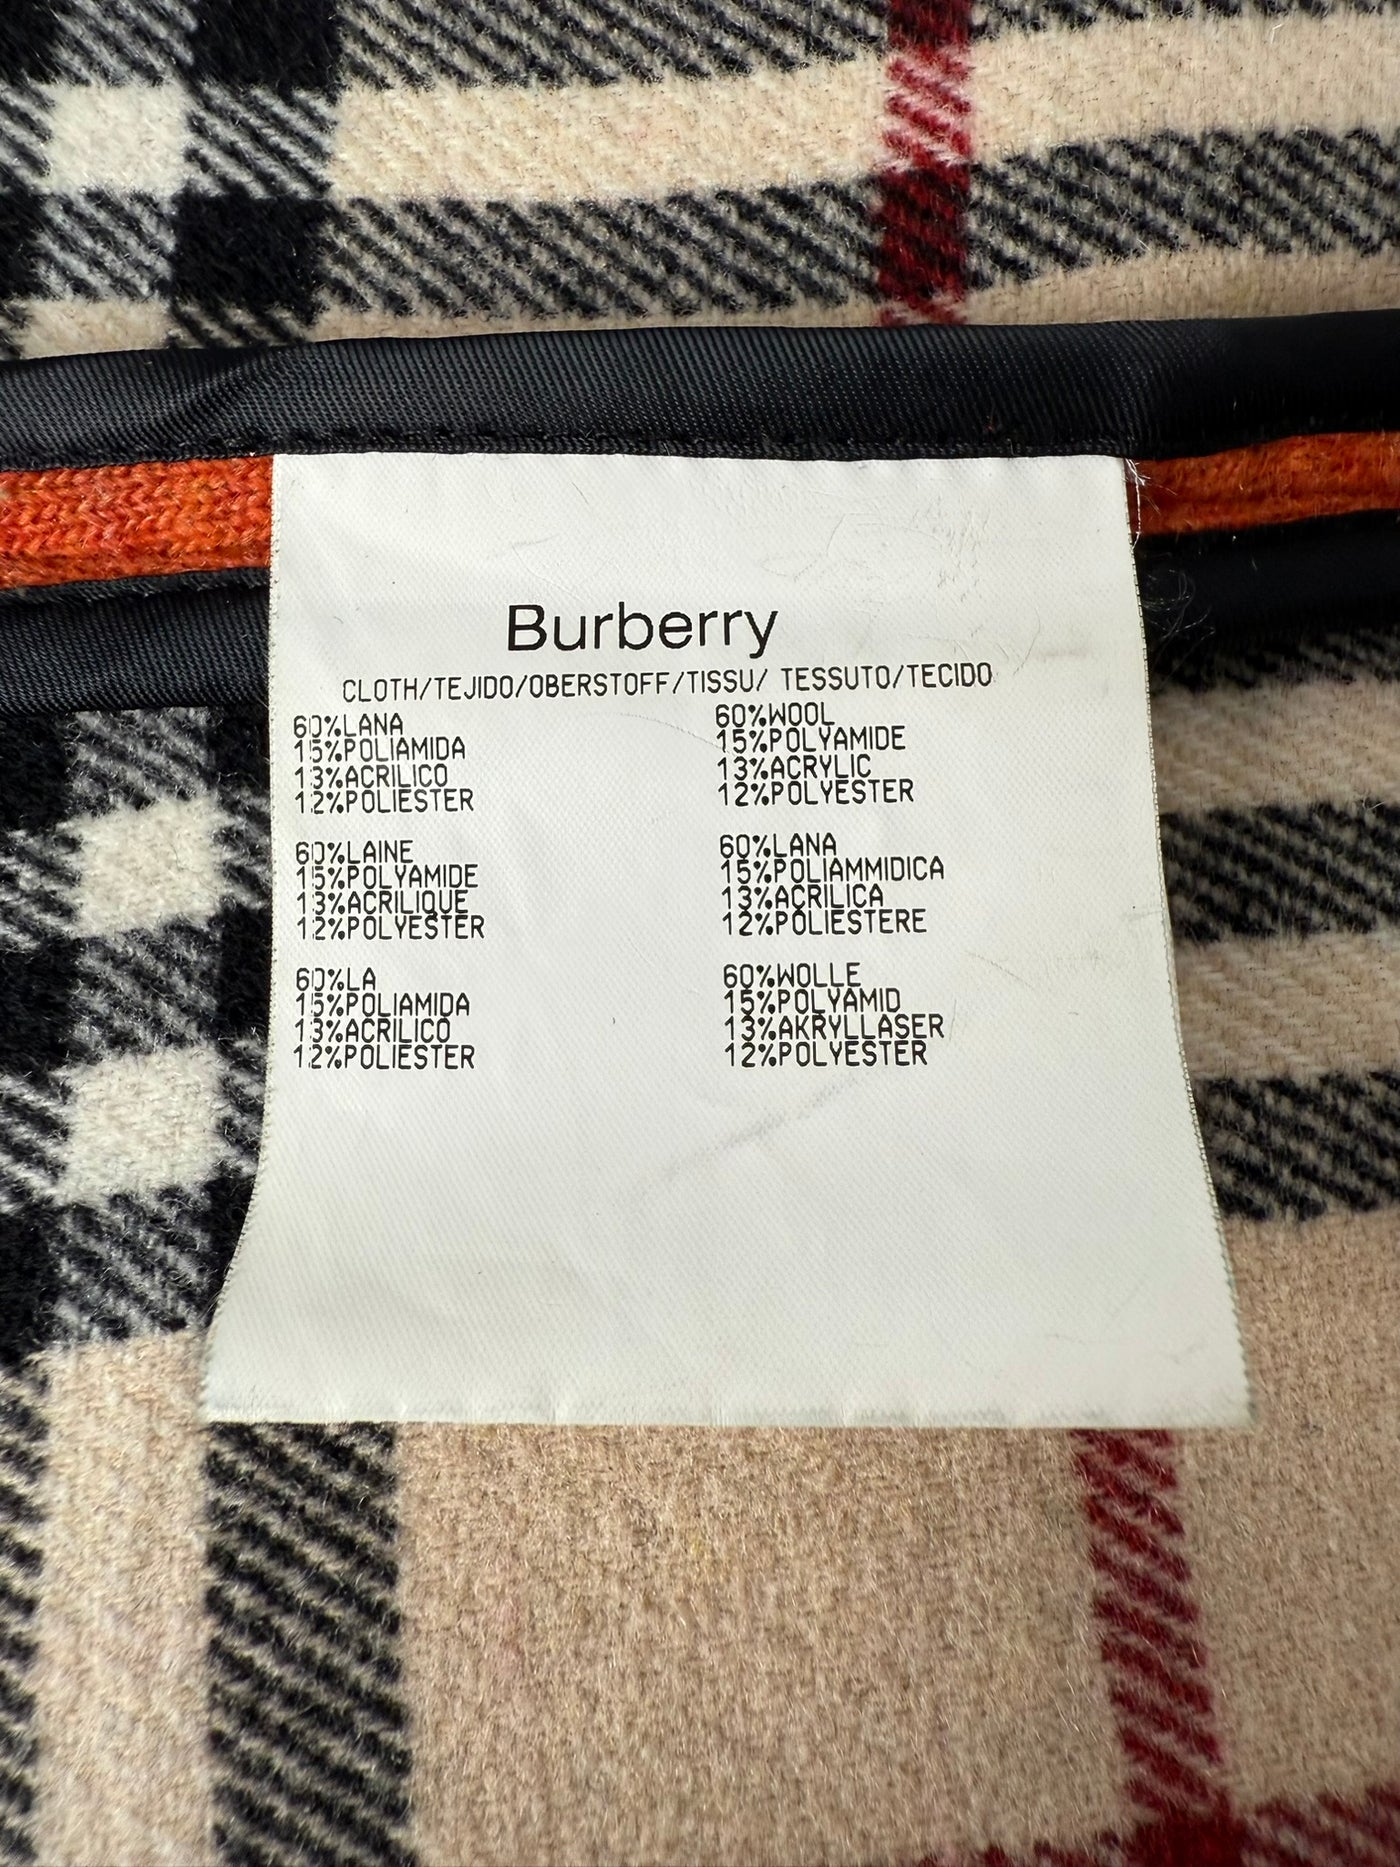 Burberry
CLOTH/TEJIDO/OBERSTOFF/TISSU/ TESSUTO/TECIDO
60%LANA
15%POLIAMIDA
13%ACRILICO
12%POLIESTER
60%WOOL
15%POLYAMIDE
13%ACRYLIC
12%POLYESTER
60%LAINE
15%POLYAMIDE
13%ACRILIQUE
12%POLYESTER
60%LANA
15%POLIAMMIDICA
13%ACRILICA
12%POLIESTERE
60%LA
15%POLIAMIDA
13%ACRILICO
12%POLIESTER
60%WOLLE
15%POLYAMID
13%AKRYLLASER
12%POLYESTER